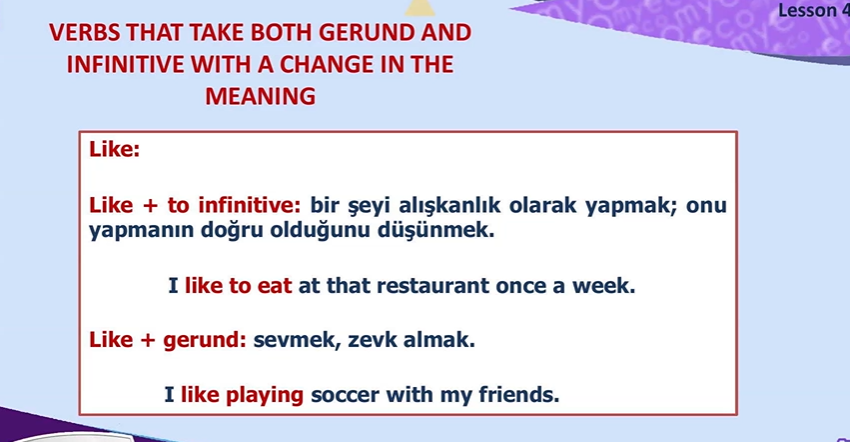 Lesson 4
VERBS THAT TAKE BOTH GERUND AND
INFINITIVE WITH A CHANGE IN THE
MEANING
Like:
Like + to infinitive: bir şeyi alışkanlık olarak yapmak; onu
yapmanın doğru olduğunu düşünmek.
I like to eat at that restaurant once a week.
Like + gerund: sevmek, zevk almak.
I like playing soccer with my friends.